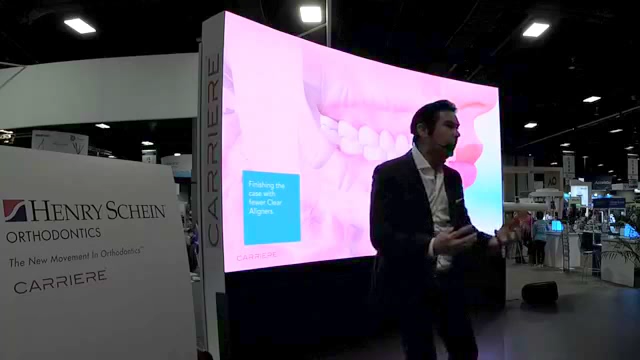 CARRIERE
Finishing the
case with
fewer Clear
Aligners.
CARRIERE
HENRY SCHEIN
ORTHODONTICS
The New Movement In Orthodontics™
CARRIERE